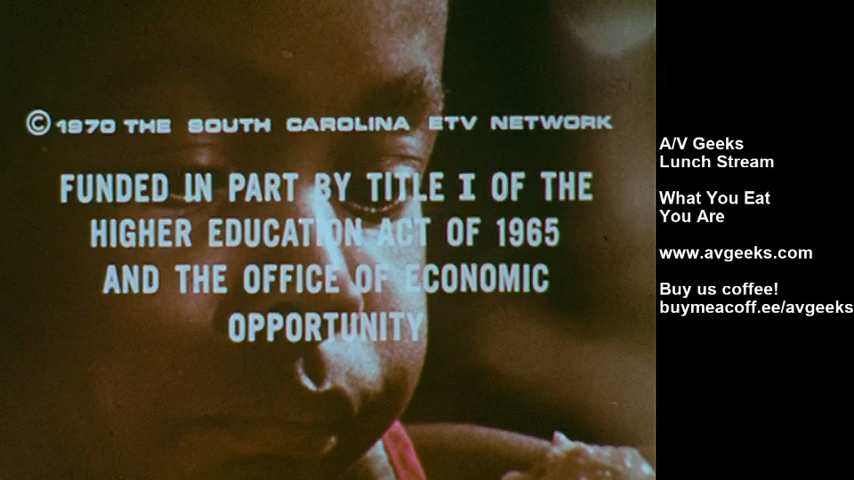 © 1970 THE SOUTH CAROLINA ETV NETWORK
FUNDED IN PART BY TITLE I OF THE
HIGHER EDUCATION ACT OF 1965
AND THE OFFICE OF ECONOMIC
OPPORTUNITY
A/V Geeks
Lunch Stream
What You Eat
You Are
www.avgeeks.com
Buy us coffee!
buymeacoff.ee/avgeeks